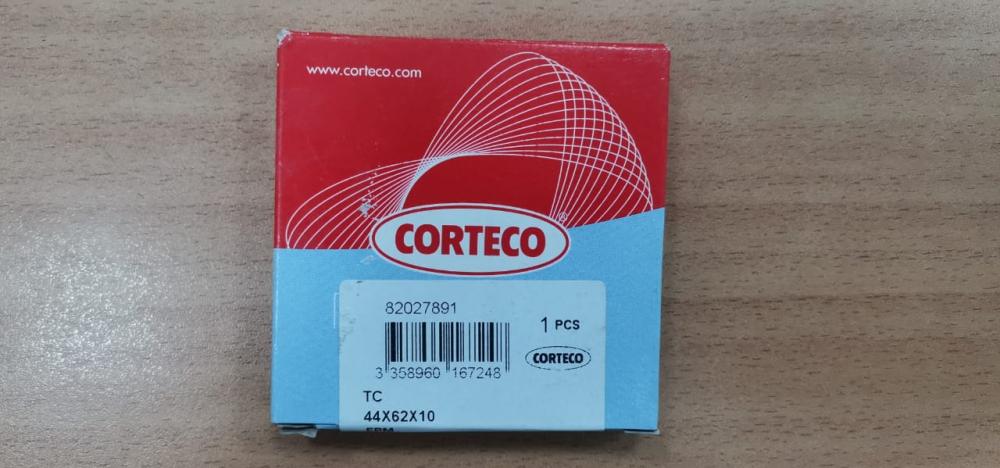 www.corteco.com
CORTECO
®
82027891
1 PCS
3 358960 167248
CORTECO
TC
44X62X10